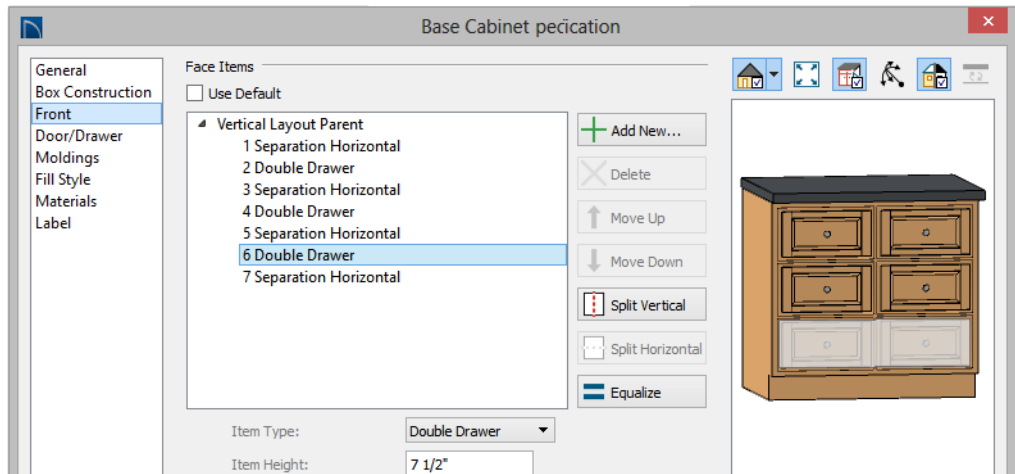 Base Cabinet pecification
General
Box Construction
Front
Door/Drawer
Moldings
Fill Style
Materials
Label
Face Items
Use Default
Vertical Layout Parent
1 Separation Horizontal
2 Double Drawer
3 Separation Horizontal
4 Double Drawer
5 Separation Horizontal
6 Double Drawer
7 Separation Horizontal
Add New...
Delete
Move Up
Move Down
Split Vertical
Split Horizontal
Equalize
Item Type: Double Drawer
Item Height: 7 1/2"